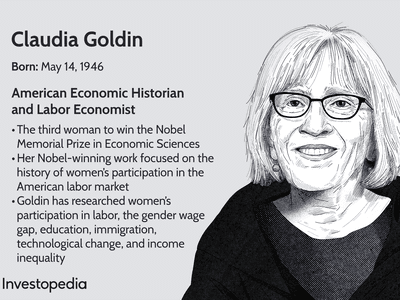 Claudia Goldin
Born: May 14, 1946
American Economic Historian
and Labor Economist
• The third woman to win the Nobel
Memorial Prize in Economic Sciences
• Her Nobel-winning work focused on the
history of women's participation in the
American labor market
• Goldin has researched women's
participation in labor, the gender wage
gap, education, immigration,
technological change, and income
inequality
Investopedia